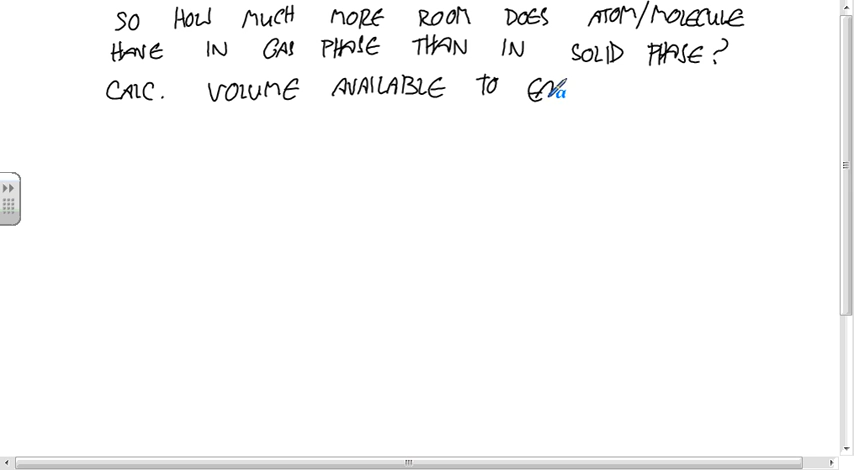 SO HOW MUCH MORE ROOM DOES ATOM/MOLECULE
HAVE IN GAS PHASE THAN IN SOLID PHASE?
CALC. VOLUME AVAILABLE TO